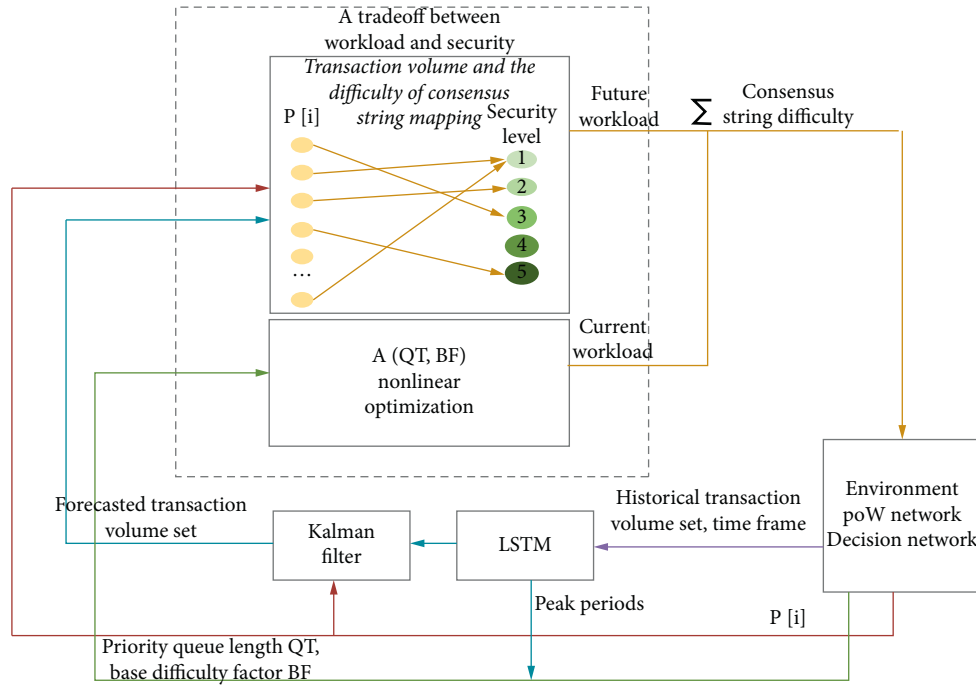 A tradeoff between
workload and security
Transaction volume and the
difficulty of consensus
string mapping
P [i]
Security
level
1
2
3
4
5
...
Future
workload
∑
Consensus
string difficulty
A (QT, BF)
nonlinear
optimization
Current
workload
Forecasted transaction
volume set
Kalman
filter
LSTM
Historical transaction
volume set, time frame
Environment
poW network
Decision network
Peak periods
P [i]
Priority queue length QT,
base difficulty factor BF